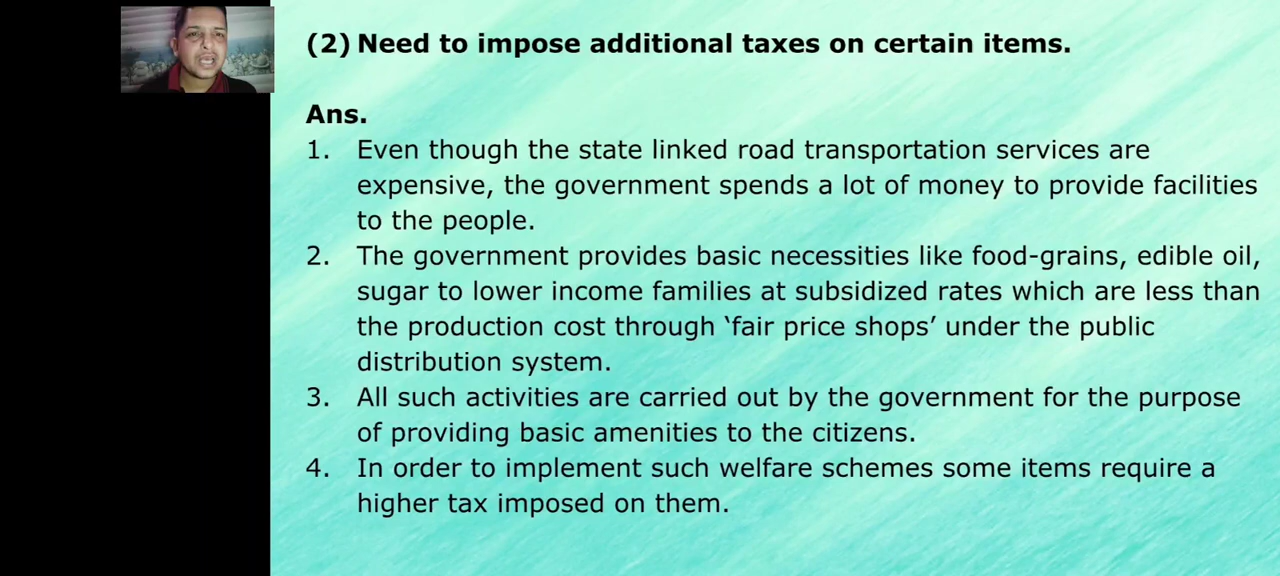 (2) Need to impose additional taxes on certain items.
Ans.
1. Even though the state linked road transportation services are
expensive, the government spends a lot of money to provide facilities
to the people.
2. The government provides basic necessities like food-grains, edible oil,
sugar to lower income families at subsidized rates which are less than
the production cost through ‘fair price shops’ under the public
distribution system.
3. All such activities are carried out by the government for the purpose
of providing basic amenities to the citizens.
4. In order to implement such welfare schemes some items require a
higher tax imposed on them.